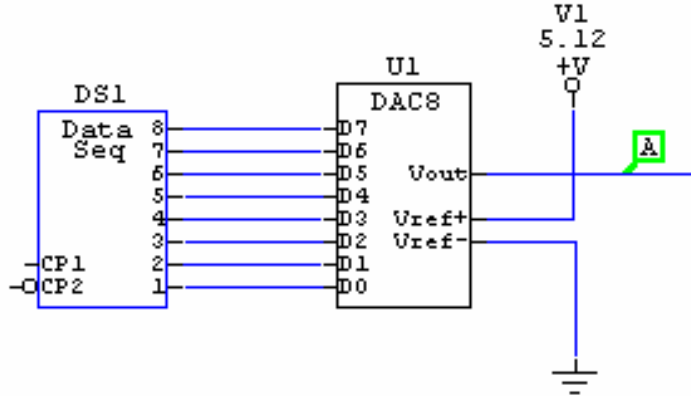 V1
5.12
+V
U1
DAC8
DS1
Data
Seq
8
7
6
5
4
3
2
1
CP1
CP2
D7
D6
D5
D4
D3
D2
D1
D0
Vout
Vref+
Vref-
A